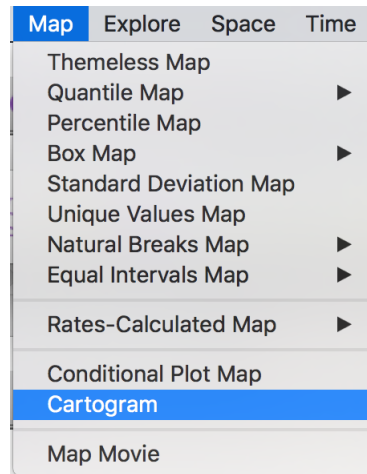 Map Explore Space Time
Themeless Map
Quantile Map
Percentile Map
Box Map
Standard Deviation Map
Unique Values Map
Natural Breaks Map
Equal Intervals Map
Rates-Calculated Map
Conditional Plot Map
Cartogram
Map Movie